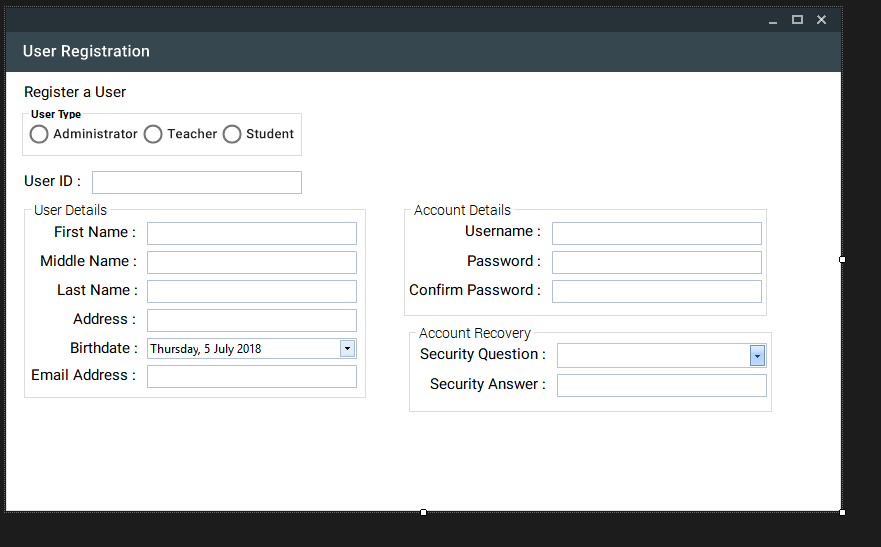 User Registration
Register a User
User Type
Administrator Teacher Student
User ID :
User Details
First Name :
Middle Name :
Last Name :
Address :
Birthdate : Thursday, 5 July 2018
Email Address :
Account Details
Username :
Password :
Confirm Password :
Account Recovery
Security Question :
Security Answer :